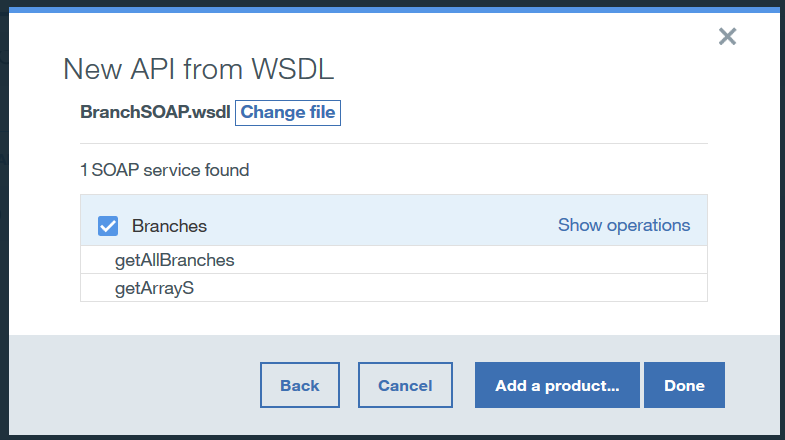 New API from WSDL
BranchSOAP.wsdl Change file
1 SOAP service found
Branches Show operations
getAllBranches
getArrayS
Back Cancel Add a product... Done